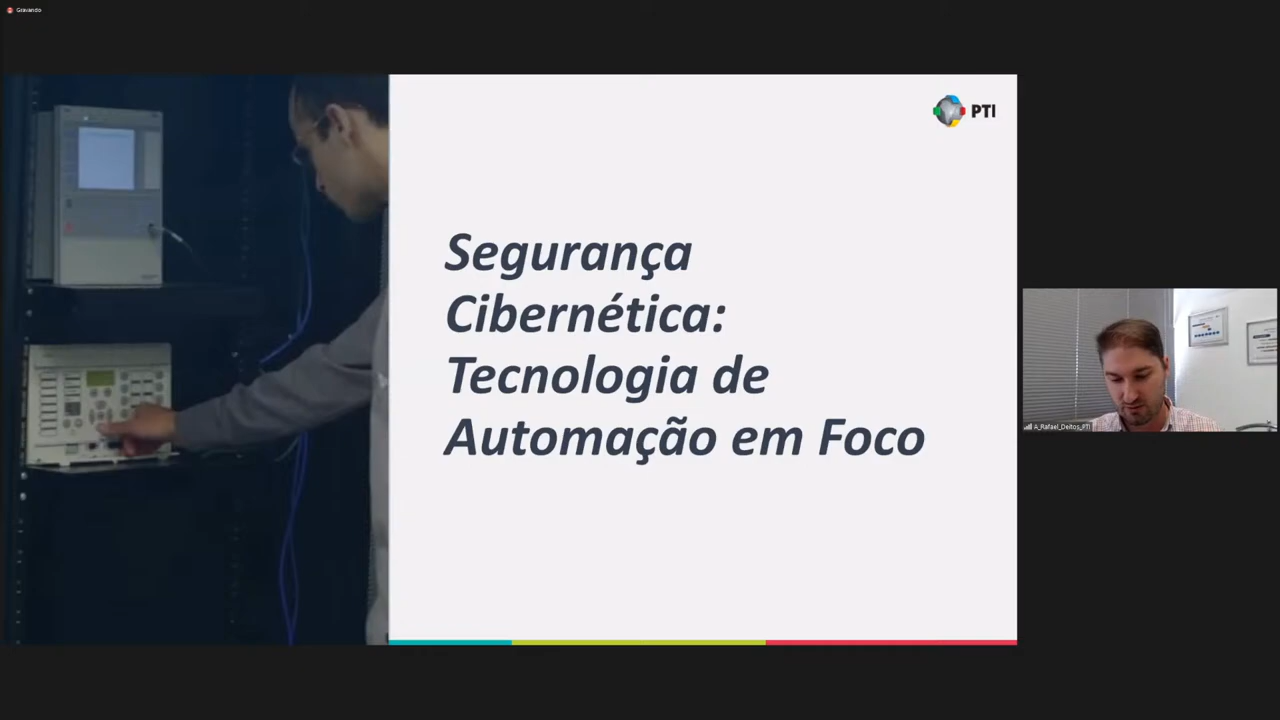 Gravando
PTI
Segurança
Cibernética:
Tecnologia de
Automação em Foco
A_Rafael_Deitos_PTI